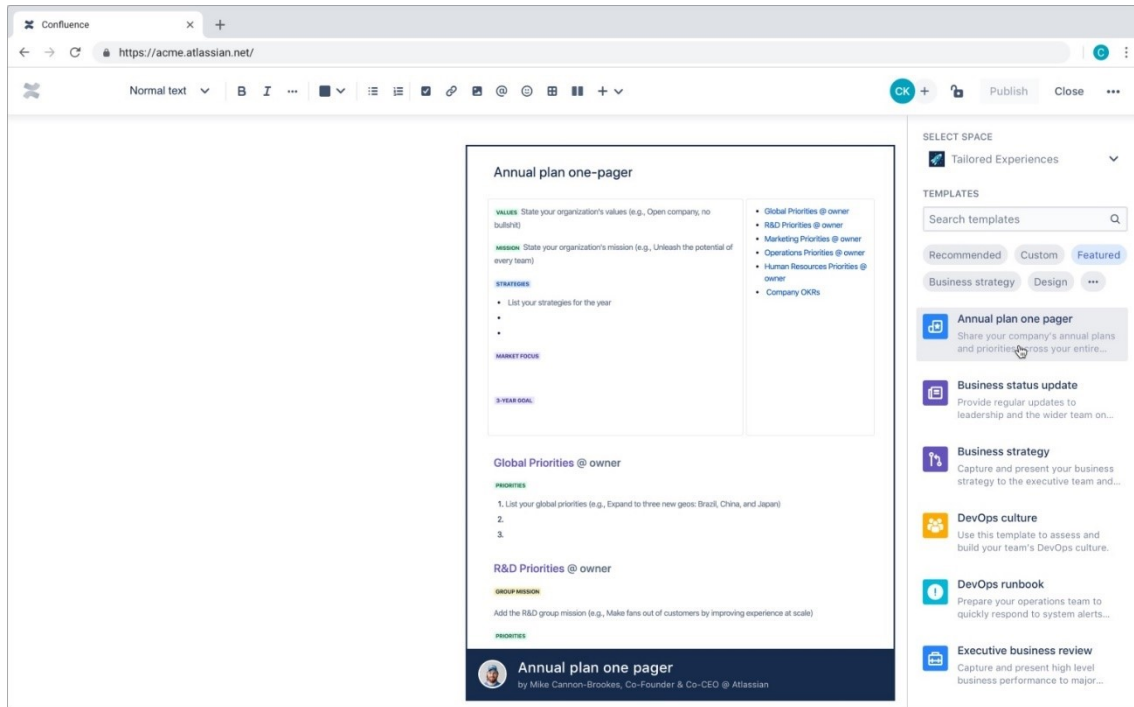 Confluence
https://acme.atlassian.net/
C
Normal text
B I
CK
Publish
Close
Annual plan one-pager
VALUES State your organization's values (e.g., Open company, no
bullshit)
MISSION State your organization's mission (e.g., Unleash the potential of
every team)
STRATEGIES
• List your strategies for the year
•
•
MARKET FOCUS
3-YEAR GOAL
• Global Priorities @ owner
• R&D Priorities @ owner
• Marketing Priorities @ owner
• Operations Priorities @ owner
• Human Resources Priorities @
owner
• Company OKRs
Global Priorities @ owner
PRIORITIES
1. List your global priorities (e.g., Expand to three new geos: Brazil, China, and Japan)
2.
3.
R&D Priorities @ owner
GROUP MISSION
Add the R&D group mission (e.g., Make fans out of customers by improving experience at scale)
PRIORITIES
Annual plan one pager
by Mike Cannon-Brookes, Co-Founder & Co-CEO @ Atlassian
SELECT SPACE
Tailored Experiences
TEMPLATES
Search templates
Recommended Custom Featured
Business strategy Design •••
Annual plan one pager
Share your company's annual plans
and priorities across your entire...
Business status update
Provide regular updates to
leadership and the wider team on...
Business strategy
Capture and present your business
strategy to the executive team and...
DevOps culture
Use this template to assess and
build your team's DevOps culture.
DevOps runbook
Prepare your operations team to
quickly respond to system alerts...
Executive business review
Capture and present high level
business performance to major...